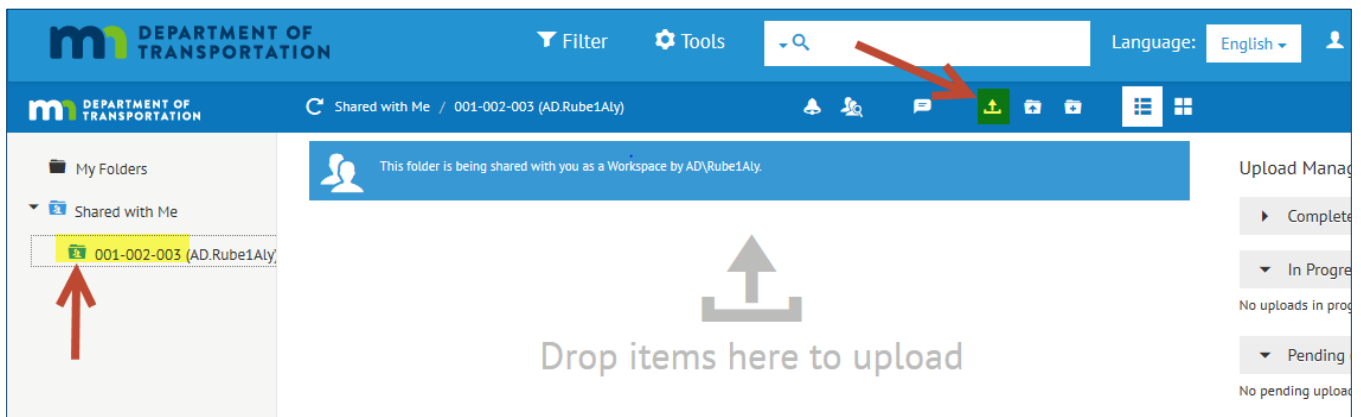 DEPARTMENT OF
TRANSPORTATION
Filter
Tools
Language:
English
DEPARTMENT OF
TRANSPORTATION
Shared with Me / 001-002-003 (AD.Rube1Aly)
My Folders
Shared with Me
001-002-003 (AD.Rube1Aly)
This folder is being shared with you as a Workspace by AD\Rube1Aly.
Drop items here to upload
Upload Manag
Complete
In Progre
No uploads in prog
Pending
No pending upload